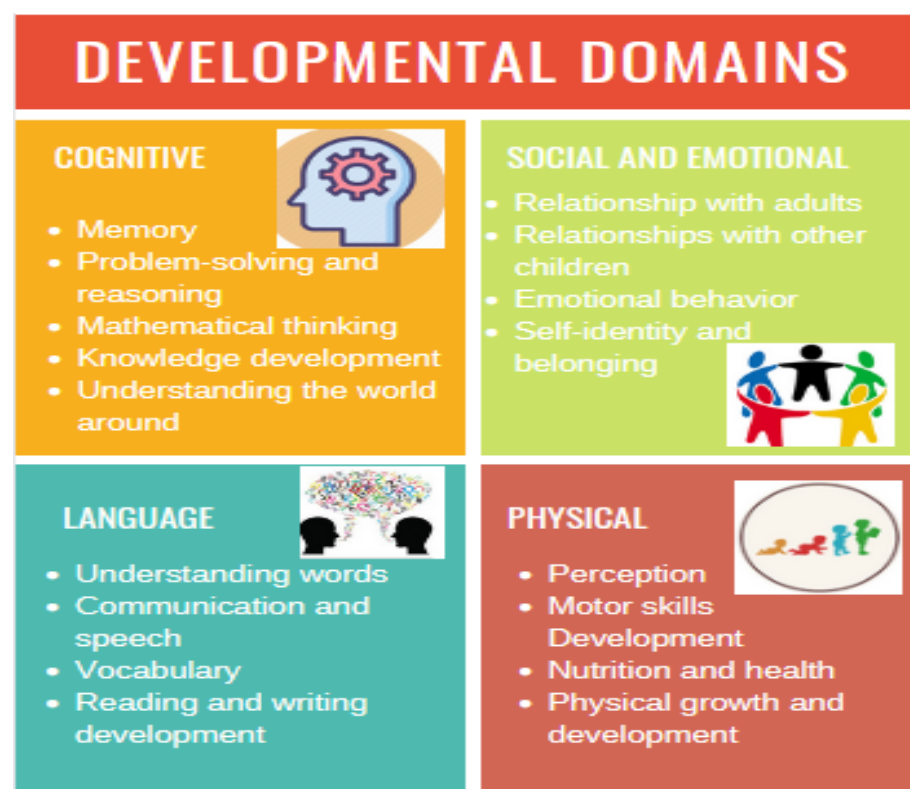 DEVELOPMENTAL DOMAINS
COGNITIVE
• Memory
• Problem-solving and
reasoning
• Mathematical thinking
• Knowledge development
• Understanding the world
around
SOCIAL AND EMOTIONAL
• Relationship with adults
• Relationships with other
children
• Emotional behavior
• Self-identity and
belonging
LANGUAGE
• Understanding words
• Communication and
speech
• Vocabulary
• Reading and writing
development
PHYSICAL
• Perception
• Motor skills
Development
• Nutrition and health
• Physical growth and
development